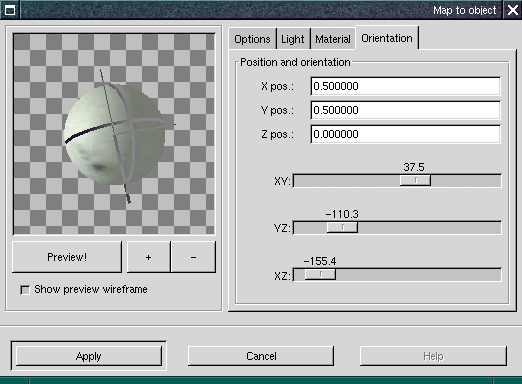 Map to object
Options Light Material Orientation
Position and orientation
X pos.: 0.500000
Y pos.: 0.500000
Z pos.: 0.000000
37.5
XY:
−110.3
YZ:
−155.4
XZ:
Preview! + −
Show preview wireframe
Apply Cancel Help